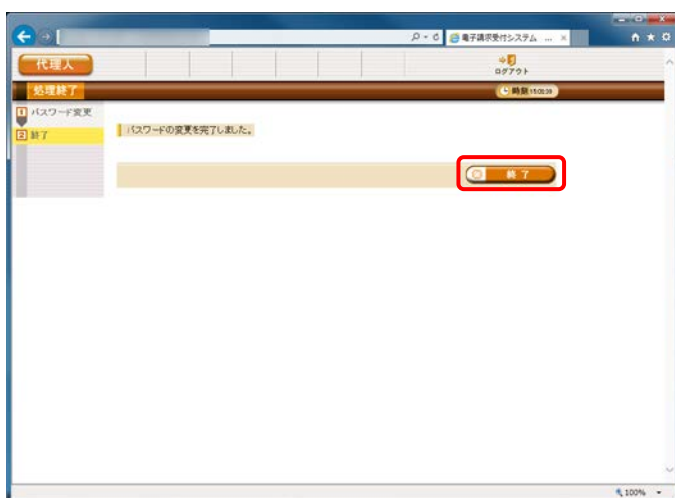 電子請求受付システム ...
代理人
ログアウト
処理終了
時刻 15:03:39
1 パスワード変更
2 終了
パスワードの変更を完了しました。
終 了
100%